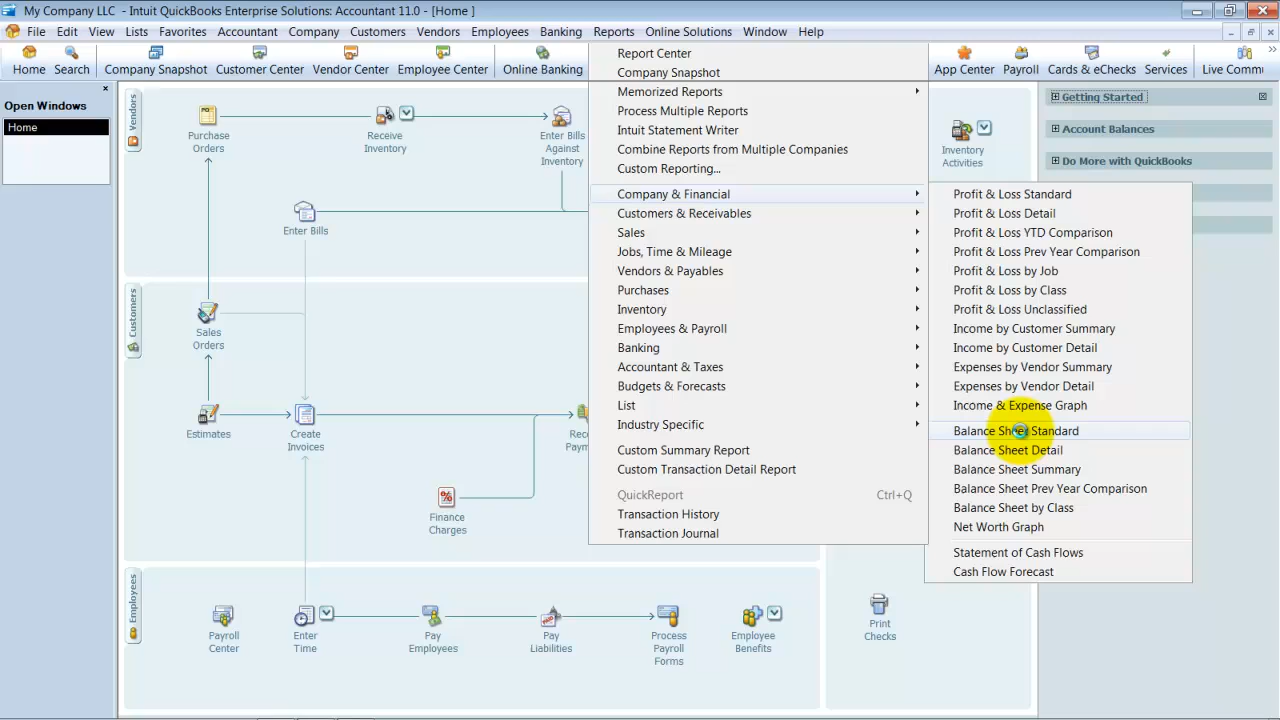 My Company LLC - Intuit QuickBooks Enterprise Solutions: Accountant 11.0 - [Home ]
File Edit View Lists Favorites Accountant Company Customers Vendors Employees Banking Reports Online Solutions Window Help
Home Search Company Snapshot Customer Center Vendor Center Employee Center Online Banking App Center Payroll Cards & eChecks Services Live Commu
Open Windows
Home
Vendors
Purchase
Orders
Receive
Inventory
Enter Bills
Against
Inventory
Enter Bills
Inventory
Activities
Customers
Sales
Orders
Estimates
Create
Invoices
Finance
Charges
Employees
Payroll
Center
Enter
Time
Pay
Employees
Pay
Liabilities
Process
Payroll
Forms
Employee
Benefits
Print
Checks
Report Center
Company Snapshot
Memorized Reports
Process Multiple Reports
Intuit Statement Writer
Combine Reports from Multiple Companies
Custom Reporting...
Company & Financial
Customers & Receivables
Sales
Jobs, Time & Mileage
Vendors & Payables
Purchases
Inventory
Employees & Payroll
Banking
Accountant & Taxes
Budgets & Forecasts
List
Industry Specific
Custom Summary Report
Custom Transaction Detail Report
QuickReport Ctrl+Q
Transaction History
Transaction Journal
Profit & Loss Standard
Profit & Loss Detail
Profit & Loss YTD Comparison
Profit & Loss Prev Year Comparison
Profit & Loss by Job
Profit & Loss by Class
Profit & Loss Unclassified
Income by Customer Summary
Income by Customer Detail
Expenses by Vendor Summary
Expenses by Vendor Detail
Income & Expense Graph
Balance Sheet Standard
Balance Sheet Detail
Balance Sheet Summary
Balance Sheet Prev Year Comparison
Balance Sheet by Class
Net Worth Graph
Statement of Cash Flows
Cash Flow Forecast
Getting Started
Account Balances
Do More with QuickBooks